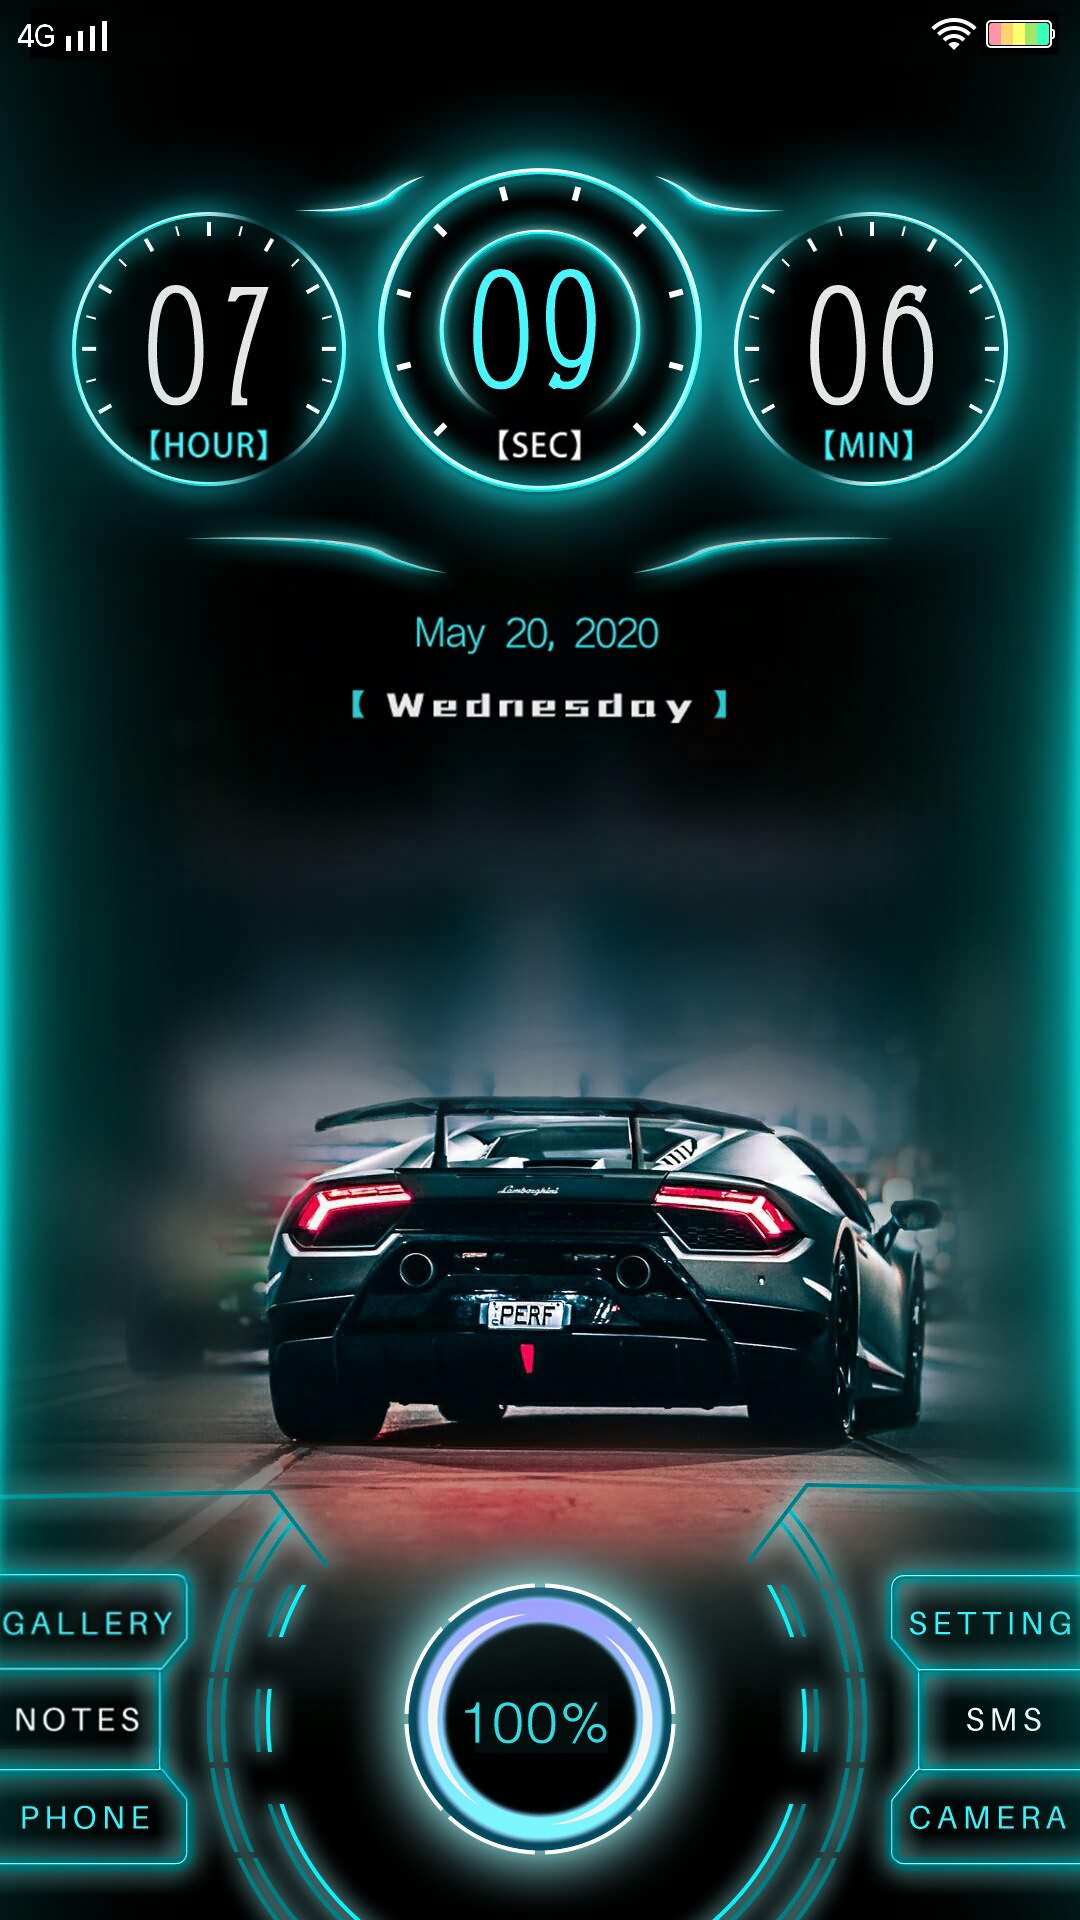 4G
07 09 06
【HOUR】 【SEC】 【MIN】
May 20, 2020
【 Wednesday 】
Lamborghini
PERF
GALLERY SETTING
NOTES 100% SMS
PHONE CAMERA